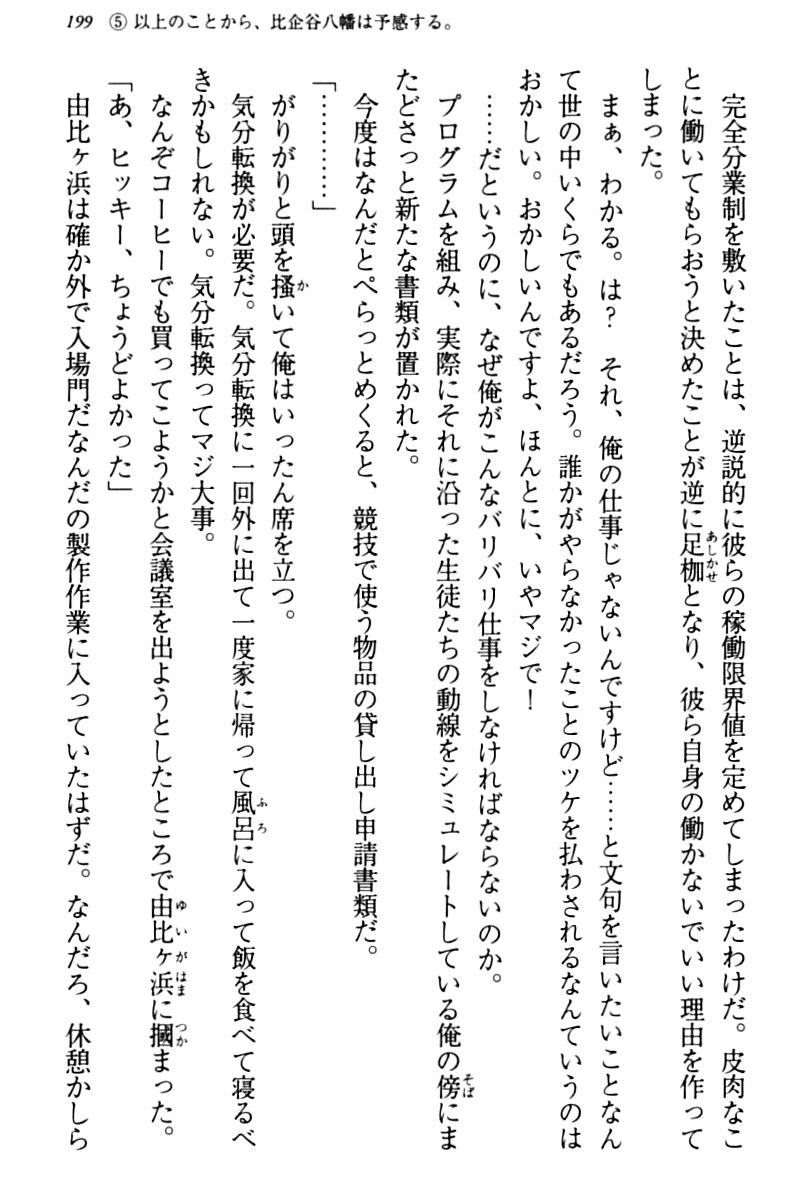 199 ⑤ 以上のことから、比企谷八幡は予感する。
　完全分業制を敷いたことは、逆説的に彼らの稼働限界値を定めてしまったわけだ。皮肉なこ
とに働いてもらおうと決めたことが逆に足枷となり、彼ら自身の働かないでいい理由を作って
しまった。
　まぁ、わかる。は？　それ、俺の仕事じゃないんですけど……と文句を言いたいことなん
て世の中いくらでもあるだろう。誰かがやらなかったことのツケを払わされるなんていうのは
おかしい。おかしいんですよ、ほんとに、いやマジで！
　……だというのに、なぜ俺がこんなバリバリ仕事をしなければならないのか。
　プログラムを組み、実際にそれに沿った生徒たちの動線をシミュレートしている俺の傍にま
たどさっと新たな書類が置かれた。
　今度はなんだとぺらっとめくると、競技で使う物品の貸し出し申請書類だ。
「…………」
　がりがりと頭を掻いて俺はいったん席を立つ。
　気分転換が必要だ。気分転換に一回外に出て一度家に帰って風呂に入って飯を食べて寝るべ
きかもしれない。気分転換ってマジ大事。
　なんぞコーヒーでも買ってこようかと会議室を出ようとしたところで由比ヶ浜に摑まった。
「あ、ヒッキー、ちょうどよかった」
　由比ヶ浜は確か外で入場門だなんだの製作作業に入っていたはずだ。なんだろ、休憩かしら